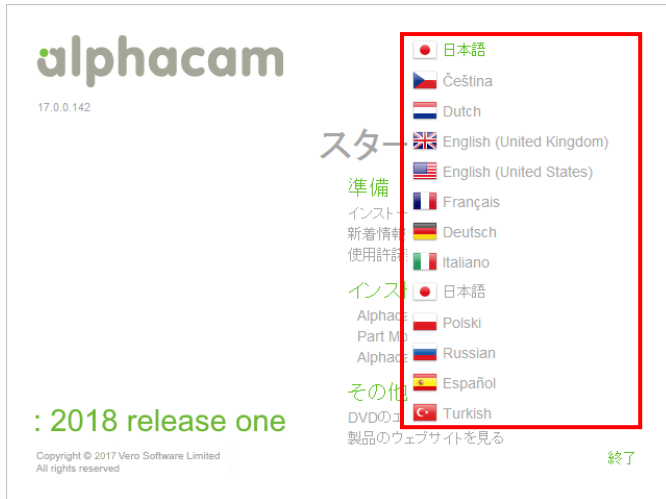 alphacam
17.0.0.142
日本語
Čeština
Dutch
スター
English (United Kingdom)
English (United States)
準備
Français
インストー
新着情報
Deutsch
使用許諾
Italiano
インス
日本語
Alphaca
Polski
Part Mo
Alphaca
Russian
その他
Español
: 2018 release one
DVDのエ
Turkish
製品のウェブサイトを見る
Copyright © 2017 Vero Software Limited
All rights reserved
終了